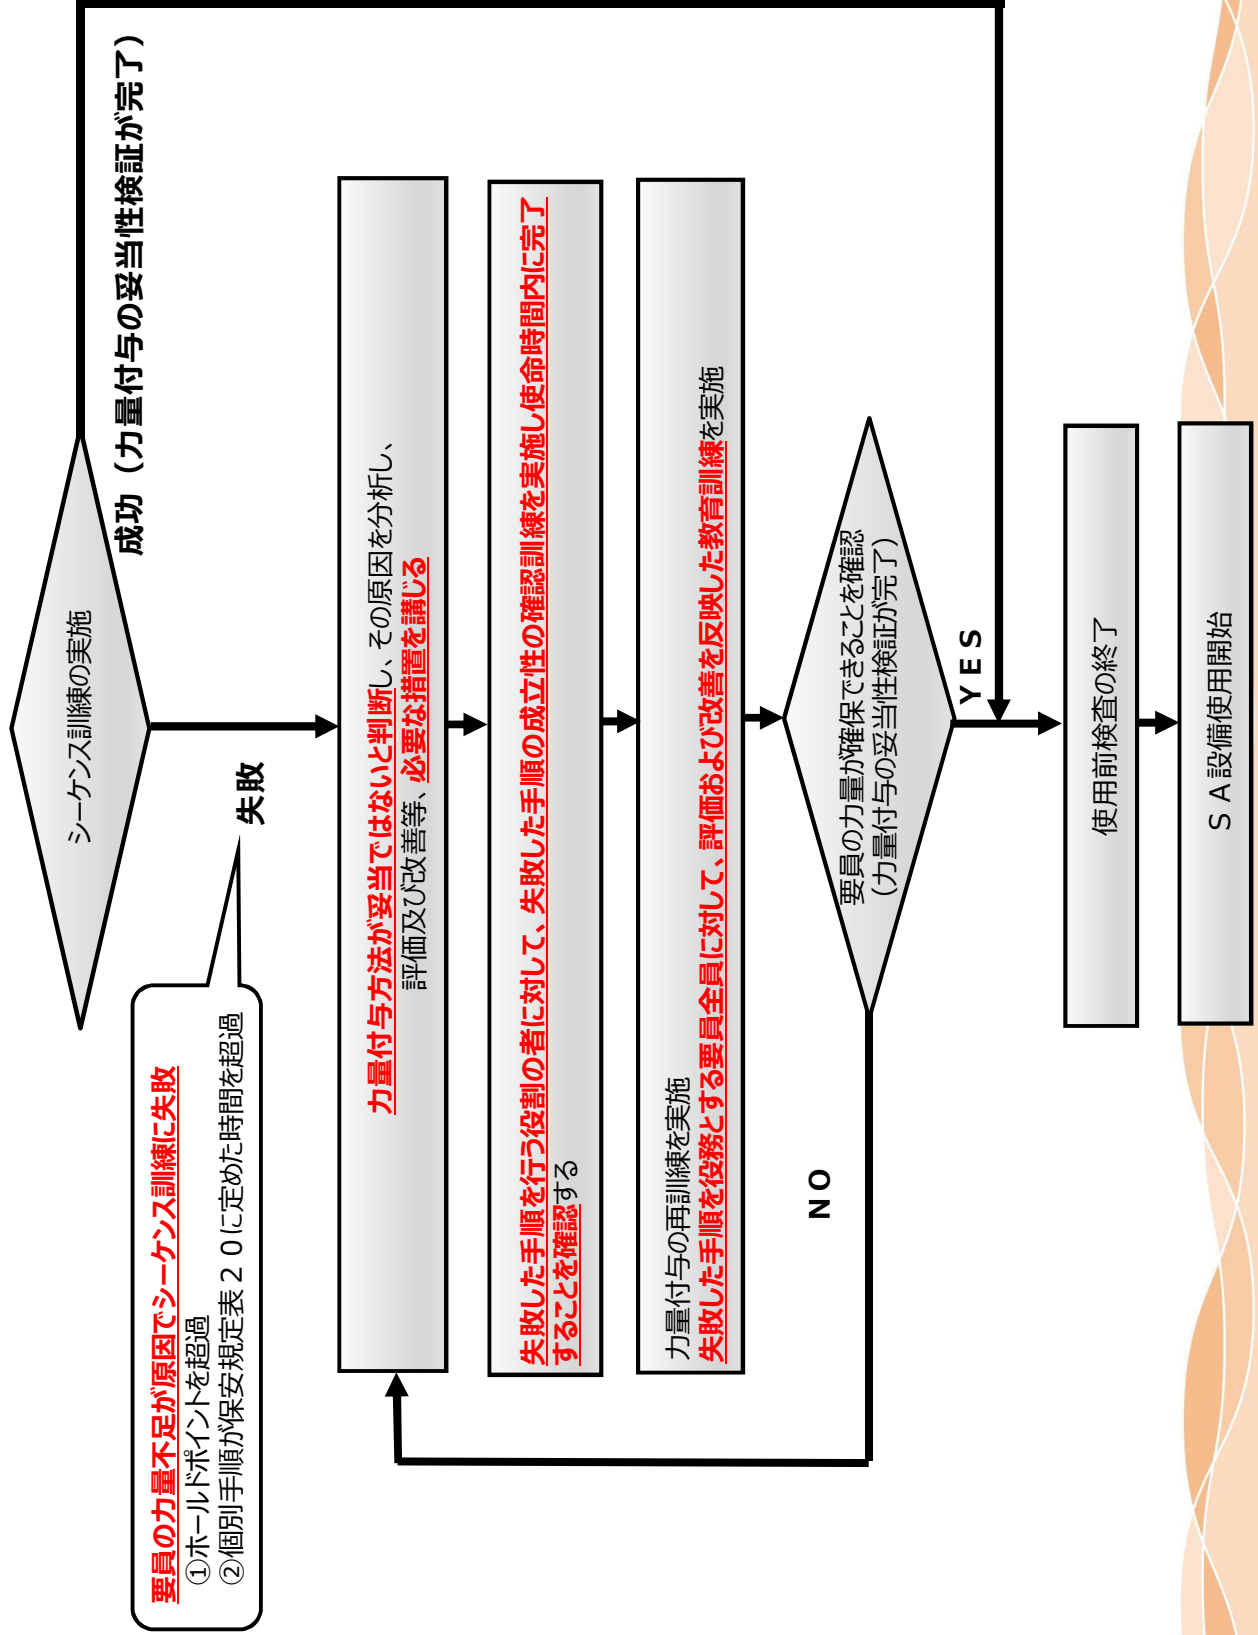 シーケンス訓練の実施
成功（力量付与の妥当性検証が完了）
失敗
要員の力量不足が原因でシーケンス訓練に失敗
①ホールドポイントを超過
②個別手順が保安規定表２０に定めた時間を超過
力量付与方法が妥当ではないと判断し、その原因を分析し、
評価及び改善等、必要な措置を講じる
失敗した手順を行う役割の者に対して、失敗した手順の成立性の確認訓練を実施し使命時間内に完了
することを確認する
力量付与の再訓練を実施
失敗した手順を役務とする要員全員に対して、評価および改善を反映した教育訓練を実施
要員の力量が確保できることを確認
（力量付与の妥当性検証が完了）
ＮＯ
ＹＥＳ
使用前検査の終了
ＳＡ設備使用開始